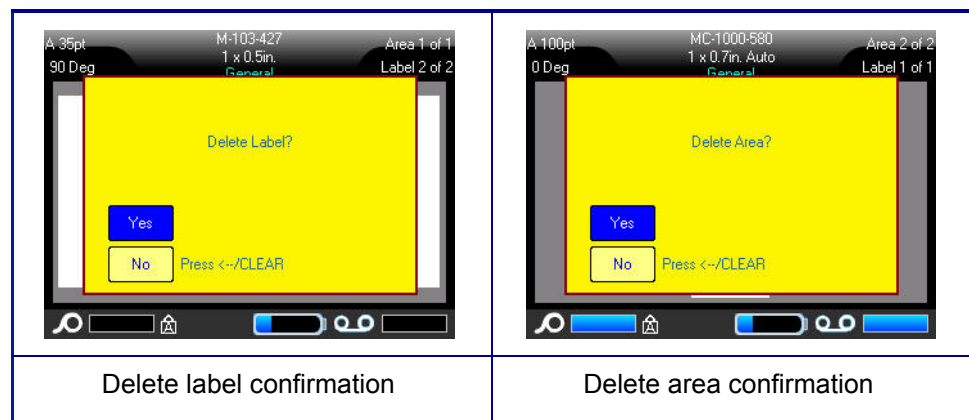 A 35pt
M-103-427
Area 1 of 1
90 Deg
1 x 0.5in.
Label 2 of 2
General
Delete Label?
Yes
No
Press <--/CLEAR
A
Delete label confirmation
A 100pt
MC-1000-580
Area 2 of 2
0 Deg
1 x 0.7in. Auto
Label 1 of 1
General
Delete Area?
Yes
No
Press <--/CLEAR
A
Delete area confirmation